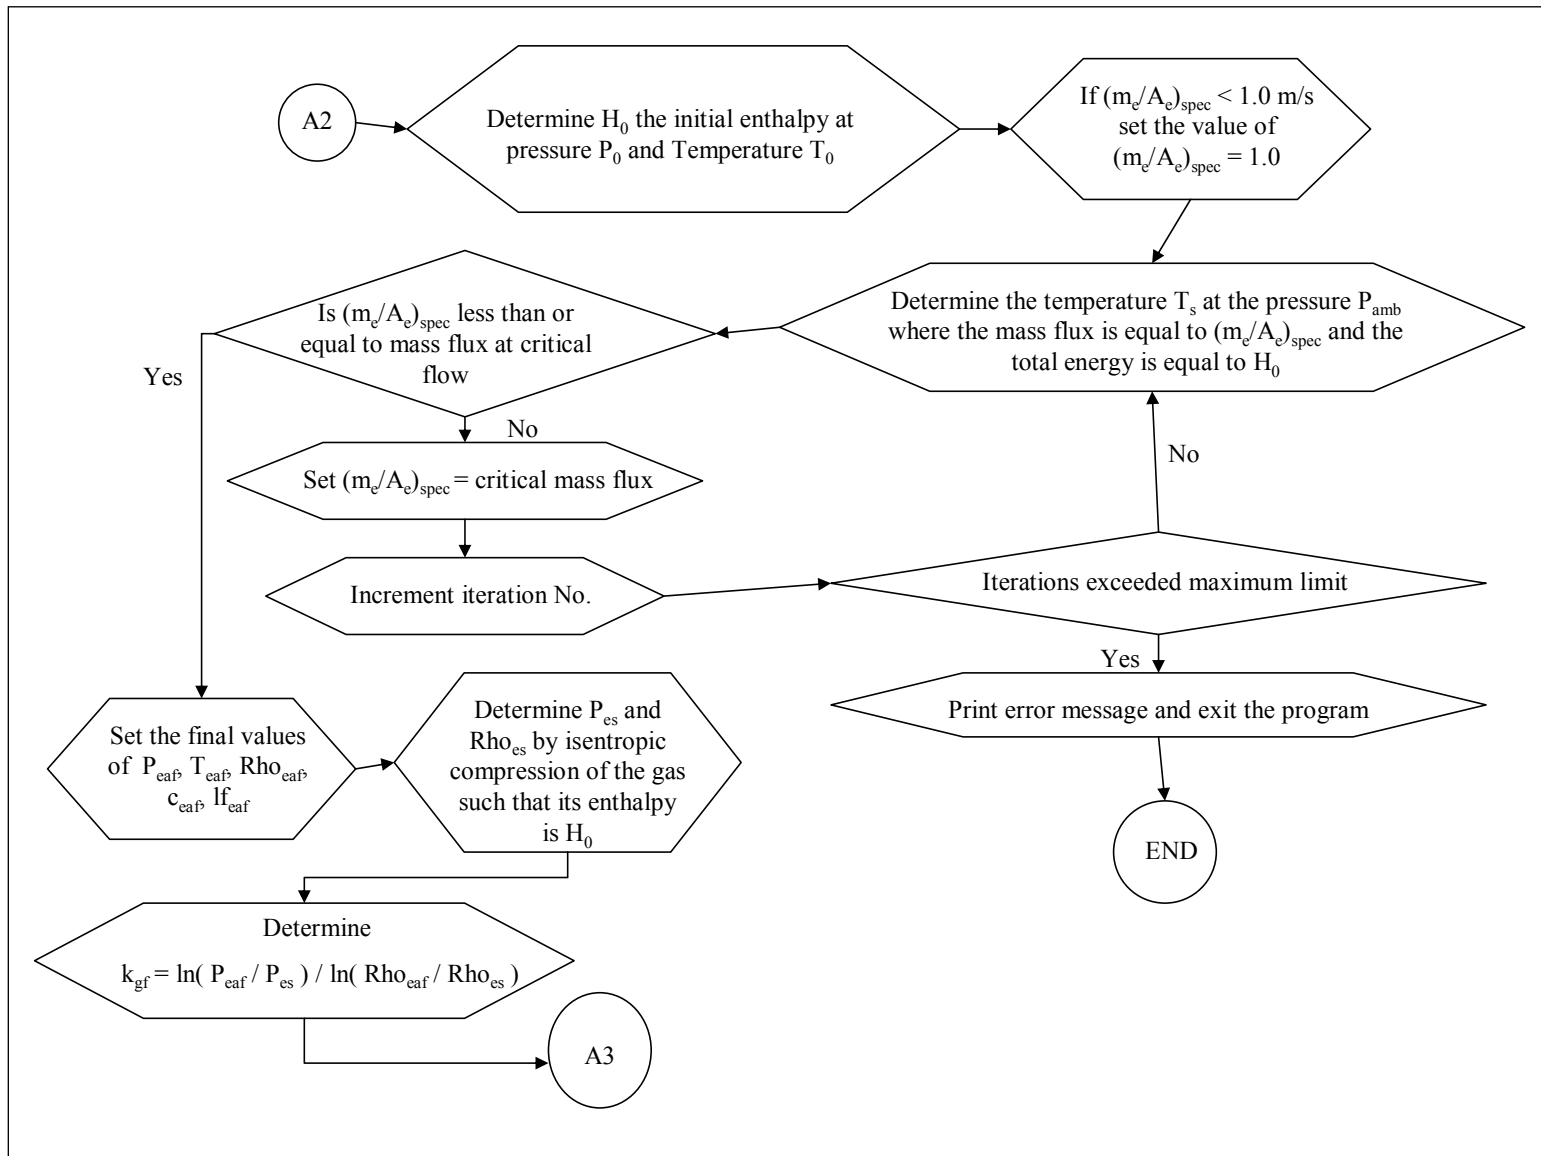 A2
Determine H₀ the initial enthalpy at
pressure P₀ and Temperature T₀
If (mₑ/Aₑ)ₛₚₑ꜀ < 1.0 m/s
set the value of
(mₑ/Aₑ)ₛₚₑ꜀ = 1.0
Determine the temperature Tₛ at the pressure Pₐₘb
where the mass flux is equal to (mₑ/Aₑ)ₛₚₑ꜀ and the
total energy is equal to H₀
Is (mₑ/Aₑ)ₛₚₑ꜀ less than or
equal to mass flux at critical
flow
Yes
No
Set (mₑ/Aₑ)ₛₚₑ꜀ = critical mass flux
Increment iteration No.
Iterations exceeded maximum limit
No
Yes
Print error message and exit the program
END
Set the final values
of Pₑₐf, Tₑₐf, Rhoₑₐf,
cₑₐf, lfₑₐf
Determine Pₑₛ and
Rhoₑₛ by isentropic
compression of the gas
such that its enthalpy
is H₀
Determine
kgf = ln( Pₑₐf / Pₑₛ ) / ln( Rhoₑₐf / Rhoₑₛ )
A3